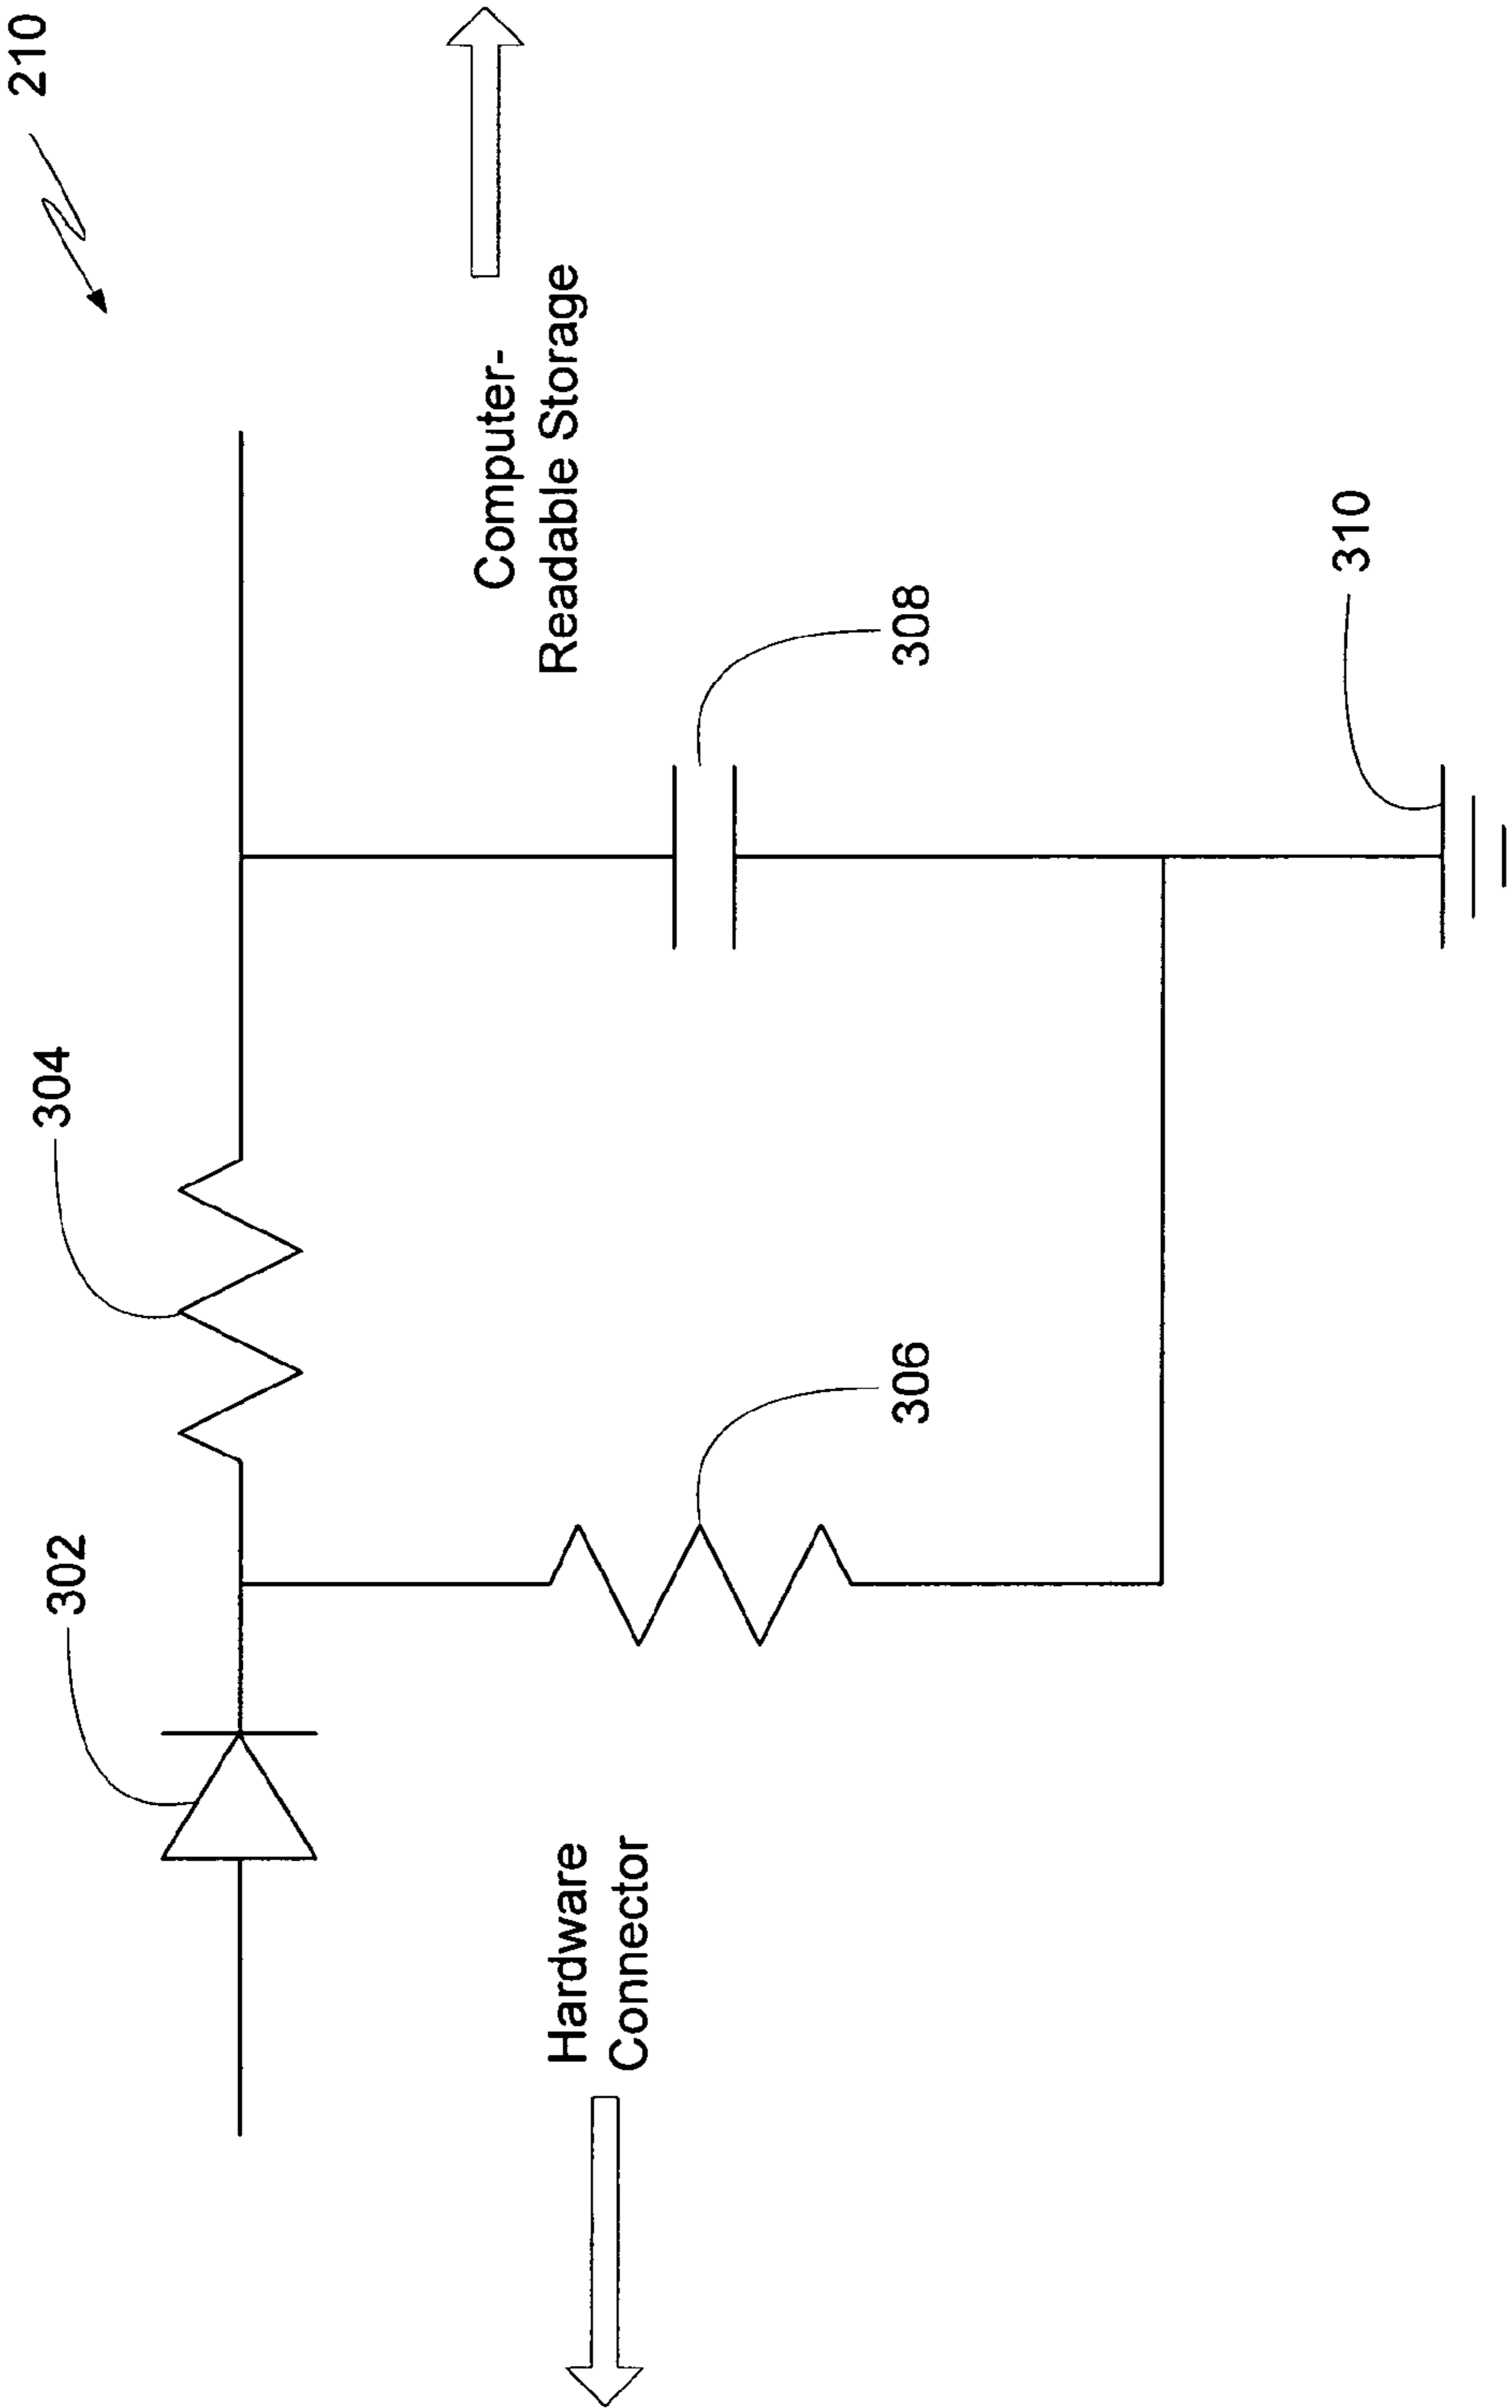 210
302
304
Computer-
Readable Storage
Hardware
Connector
306
308
310